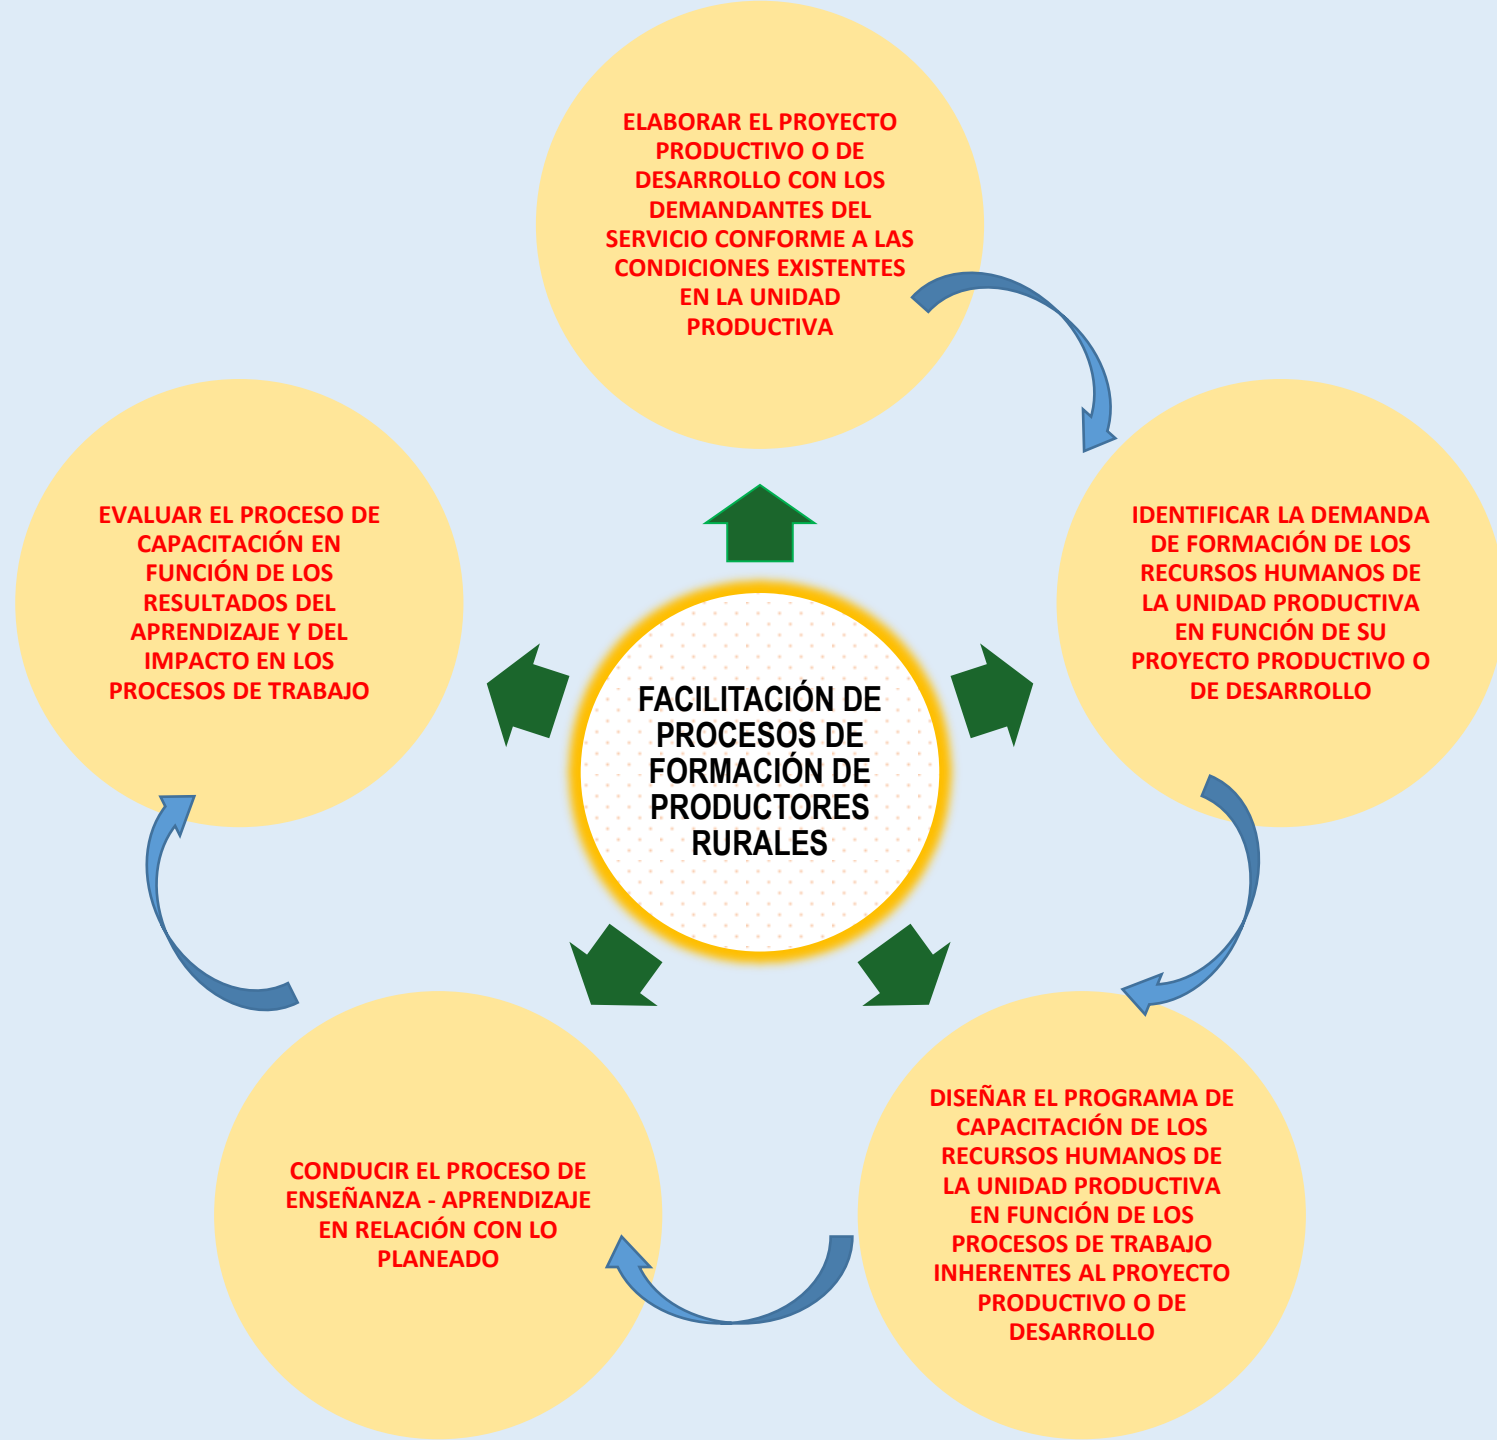 ELABORAR EL PROYECTO
PRODUCTIVO O DE
DESARROLLO CON LOS
DEMANDANTES DEL
SERVICIO CONFORME A LAS
CONDICIONES EXISTENTES
EN LA UNIDAD
PRODUCTIVA
IDENTIFICAR LA DEMANDA
DE FORMACIÓN DE LOS
RECURSOS HUMANOS DE
LA UNIDAD PRODUCTIVA
EN FUNCIÓN DE SU
PROYECTO PRODUCTIVO O
DE DESARROLLO
DISEÑAR EL PROGRAMA DE
CAPACITACIÓN DE LOS
RECURSOS HUMANOS DE
LA UNIDAD PRODUCTIVA
EN FUNCIÓN DE LOS
PROCESOS DE TRABAJO
INHERENTES AL PROYECTO
PRODUCTIVO O DE
DESARROLLO
CONDUCIR EL PROCESO DE
ENSEÑANZA - APRENDIZAJE
EN RELACIÓN CON LO
PLANEADO
EVALUAR EL PROCESO DE
CAPACITACIÓN EN
FUNCIÓN DE LOS
RESULTADOS DEL
APRENDIZAJE Y DEL
IMPACTO EN LOS
PROCESOS DE TRABAJO
FACILITACIÓN DE
PROCESOS DE
FORMACIÓN DE
PRODUCTORES
RURALES